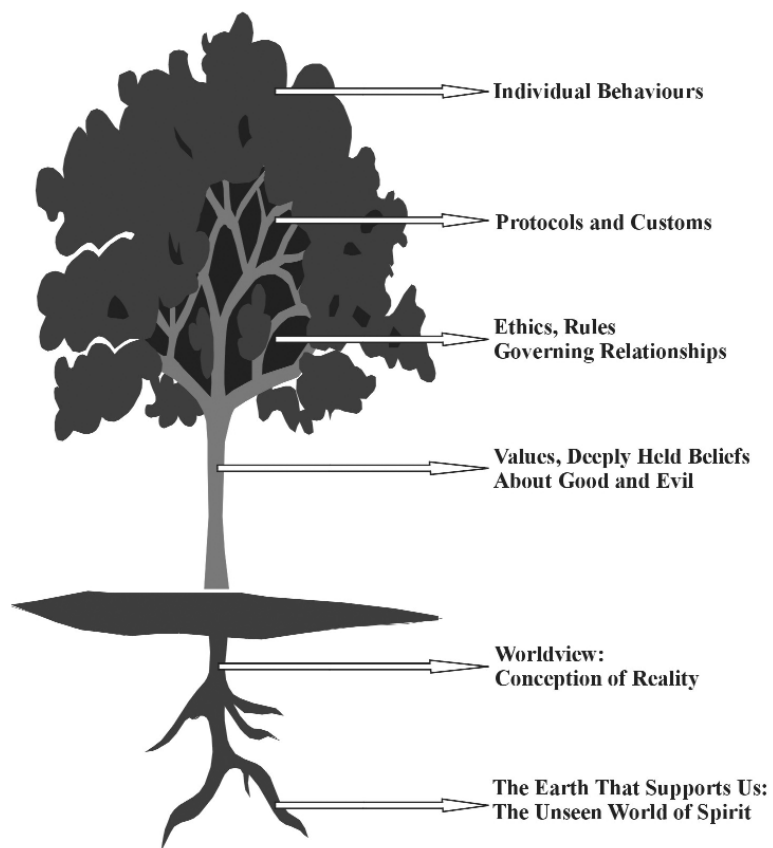 Individual Behaviours
Protocols and Customs
Ethics, Rules
Governing Relationships
Values, Deeply Held Beliefs
About Good and Evil
Worldview:
Conception of Reality
The Earth That Supports Us:
The Unseen World of Spirit